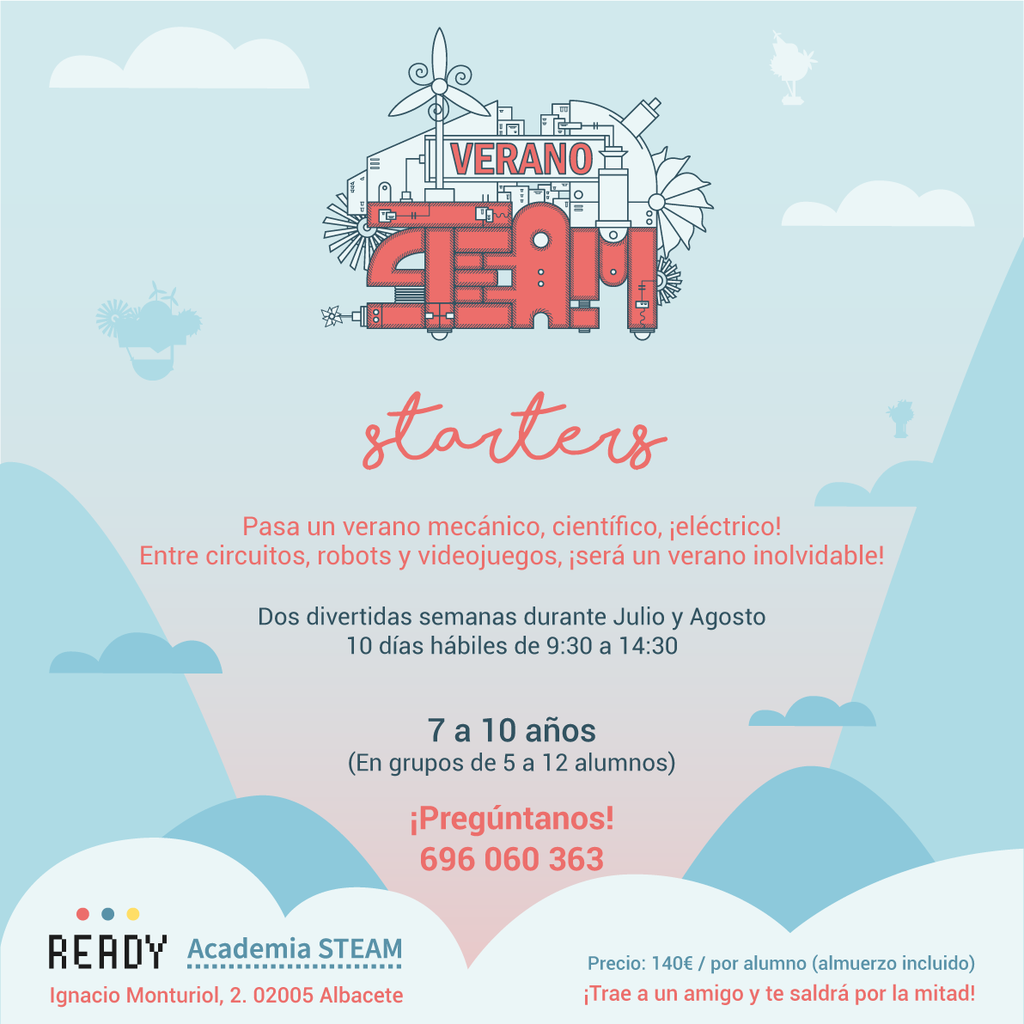 VERANO
STEAM
starters
Pasa un verano mecánico, científico, ¡eléctrico!
Entre circuitos, robots y videojuegos, ¡será un verano inolvidable!
Dos divertidas semanas durante Julio y Agosto
10 días hábiles de 9:30 a 14:30
7 a 10 años
(En grupos de 5 a 12 alumnos)
¡Pregúntanos!
696 060 363
READY Academia STEAM
Ignacio Monturiol, 2. 02005 Albacete
Precio: 140€ / por alumno (almuerzo incluido)
¡Trae a un amigo y te saldrá por la mitad!